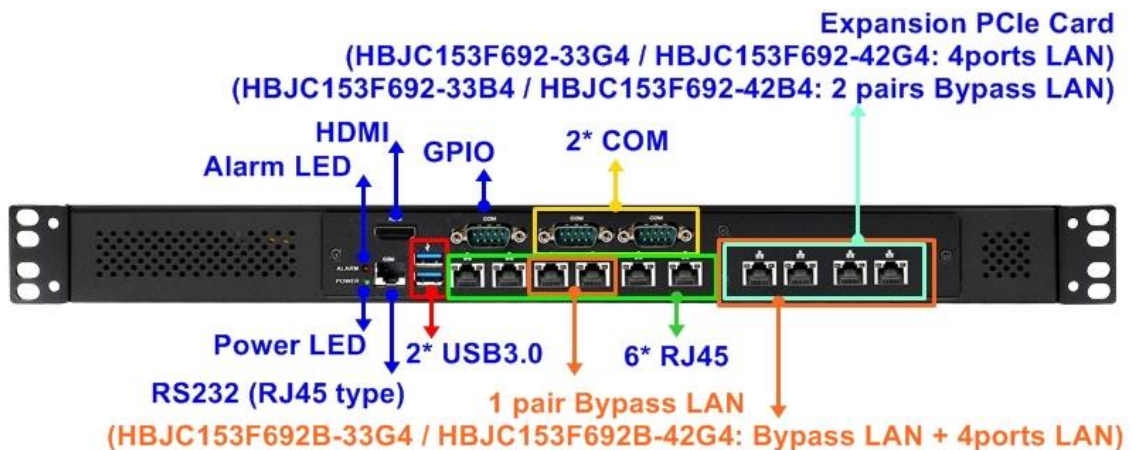 Expansion PCIe Card
(HBJC153F692-33G4 / HBJC153F692-42G4: 4ports LAN)
(HBJC153F692-33B4 / HBJC153F692-42B4: 2 pairs Bypass LAN)
HDMI
GPIO
2* COM
Alarm LED
COM
COM
COM
COM
ALARM
POWER
Power LED
2* USB3.0
6* RJ45
RS232 (RJ45 type)
1 pair Bypass LAN
(HBJC153F692B-33G4 / HBJC153F692B-42G4: Bypass LAN + 4ports LAN)